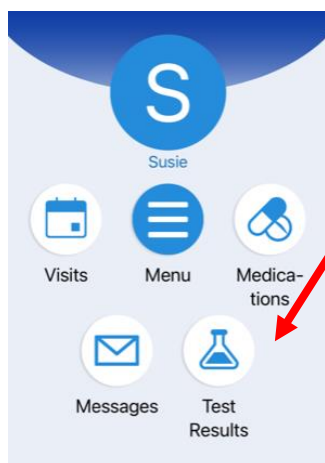 S
Susie
Visits Menu Medica-
tions
Messages Test
Results